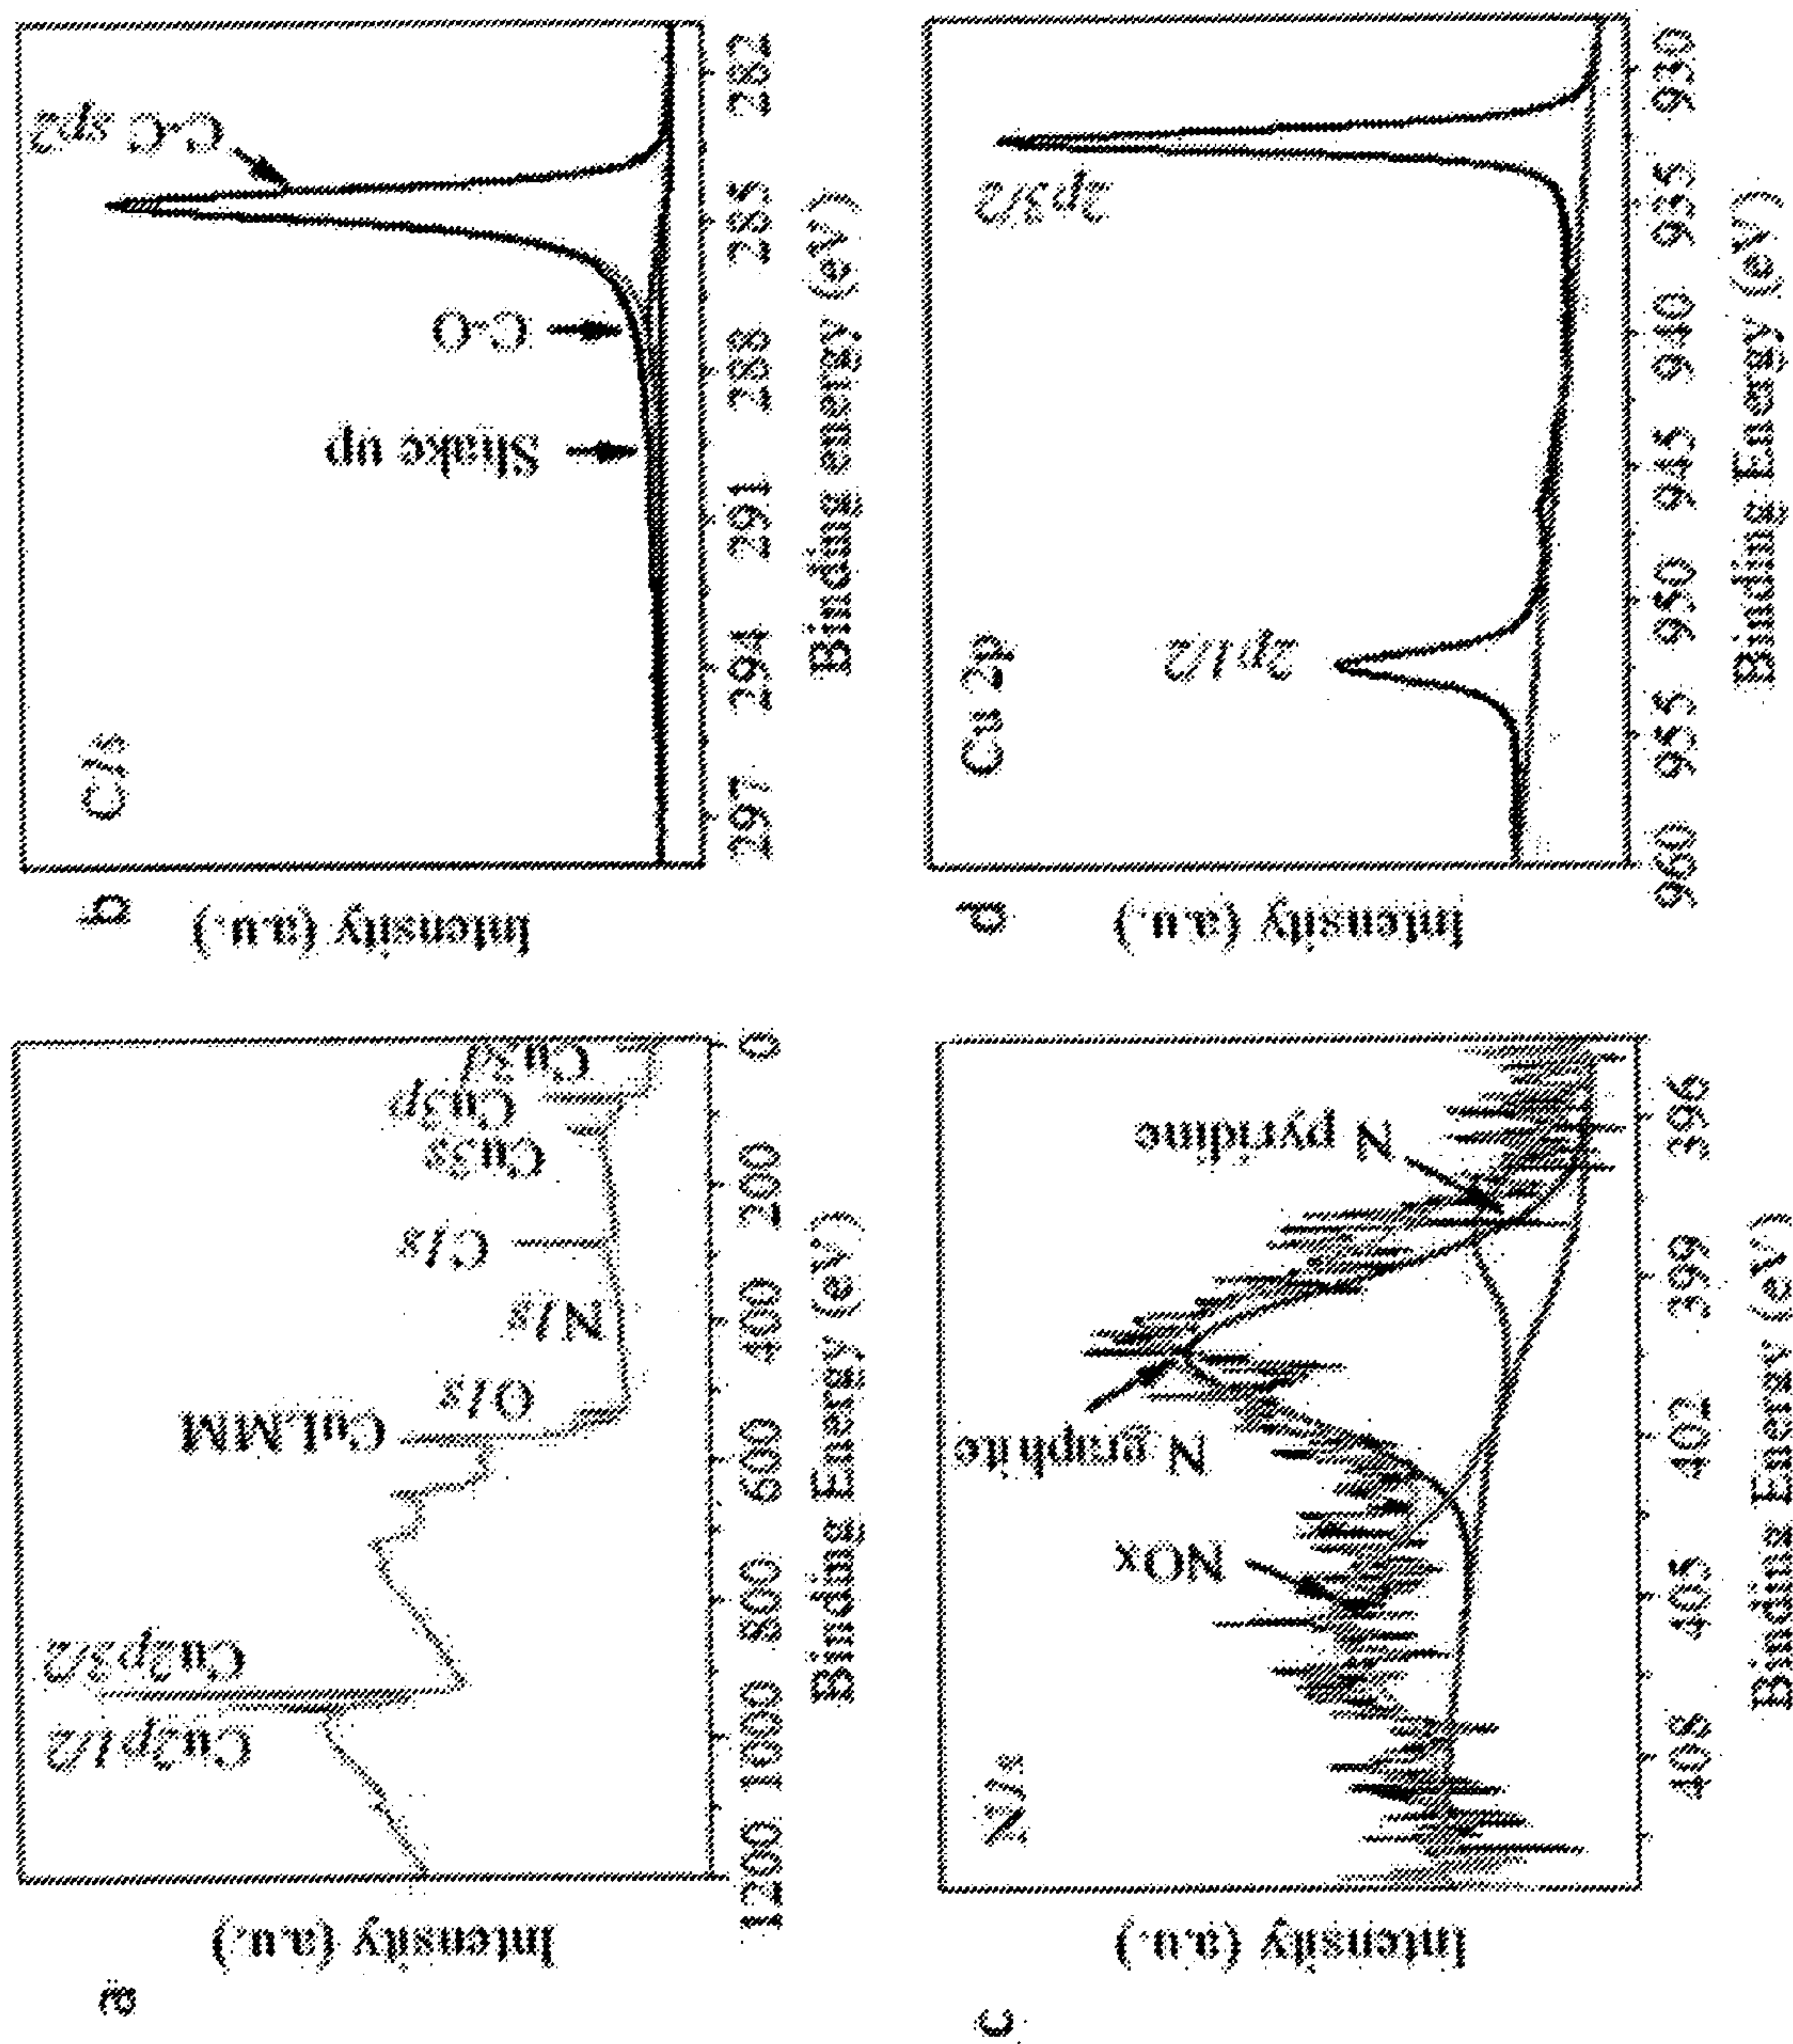 a
Intensity (a.u.)
Cu2p1/2
Cu2p3/2
CuLMM
O1s
N1s
C1s
Cu3s
Cu3p
1200 1000 800 600 400 200 0
Binding Energy (eV)
b
Intensity (a.u.)
C1s
Shake up
C-O
C-C sp2
297 294 291 288 285 282
Binding energy (eV)
c
Intensity (a.u.)
N1s
NOx
N graphite
N pyridine
408 405 402 399 396
Binding Energy (eV)
d
Intensity (a.u.)
Cu 2p
2p1/2
2p3/2
960 955 950 945 940 935 930
Binding Energy (eV)